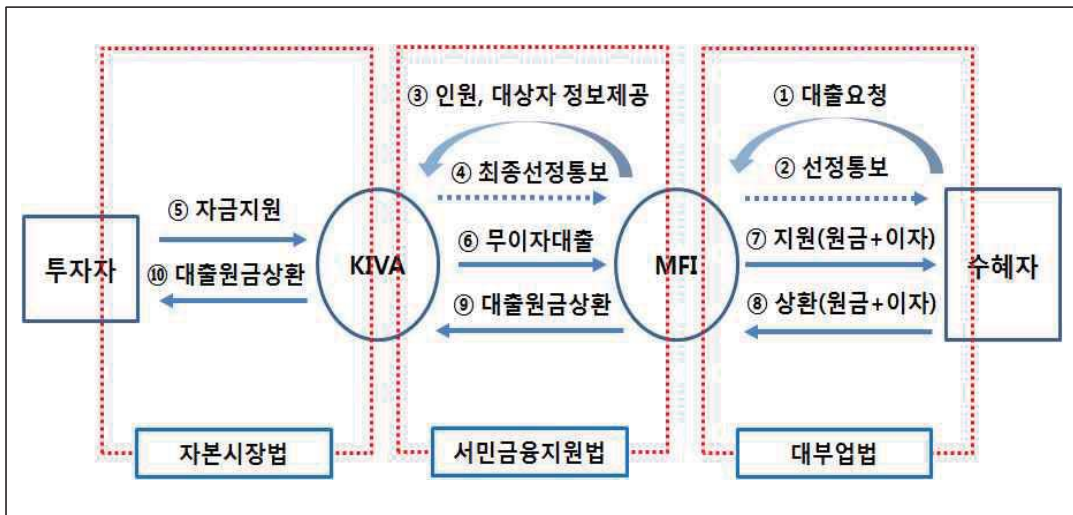 ③ 인원, 대상자 정보제공
① 대출요청
④ 최종선정통보
② 선정통보
⑤ 자금지원
⑥ 무이자대출
⑦ 지원(원금+이자)
투자자
KIVA
MFI
수혜자
⑩ 대출원금상환
⑨ 대출원금상환
⑧ 상환(원금+이자)
자본시장법
서민금융지원법
대부업법